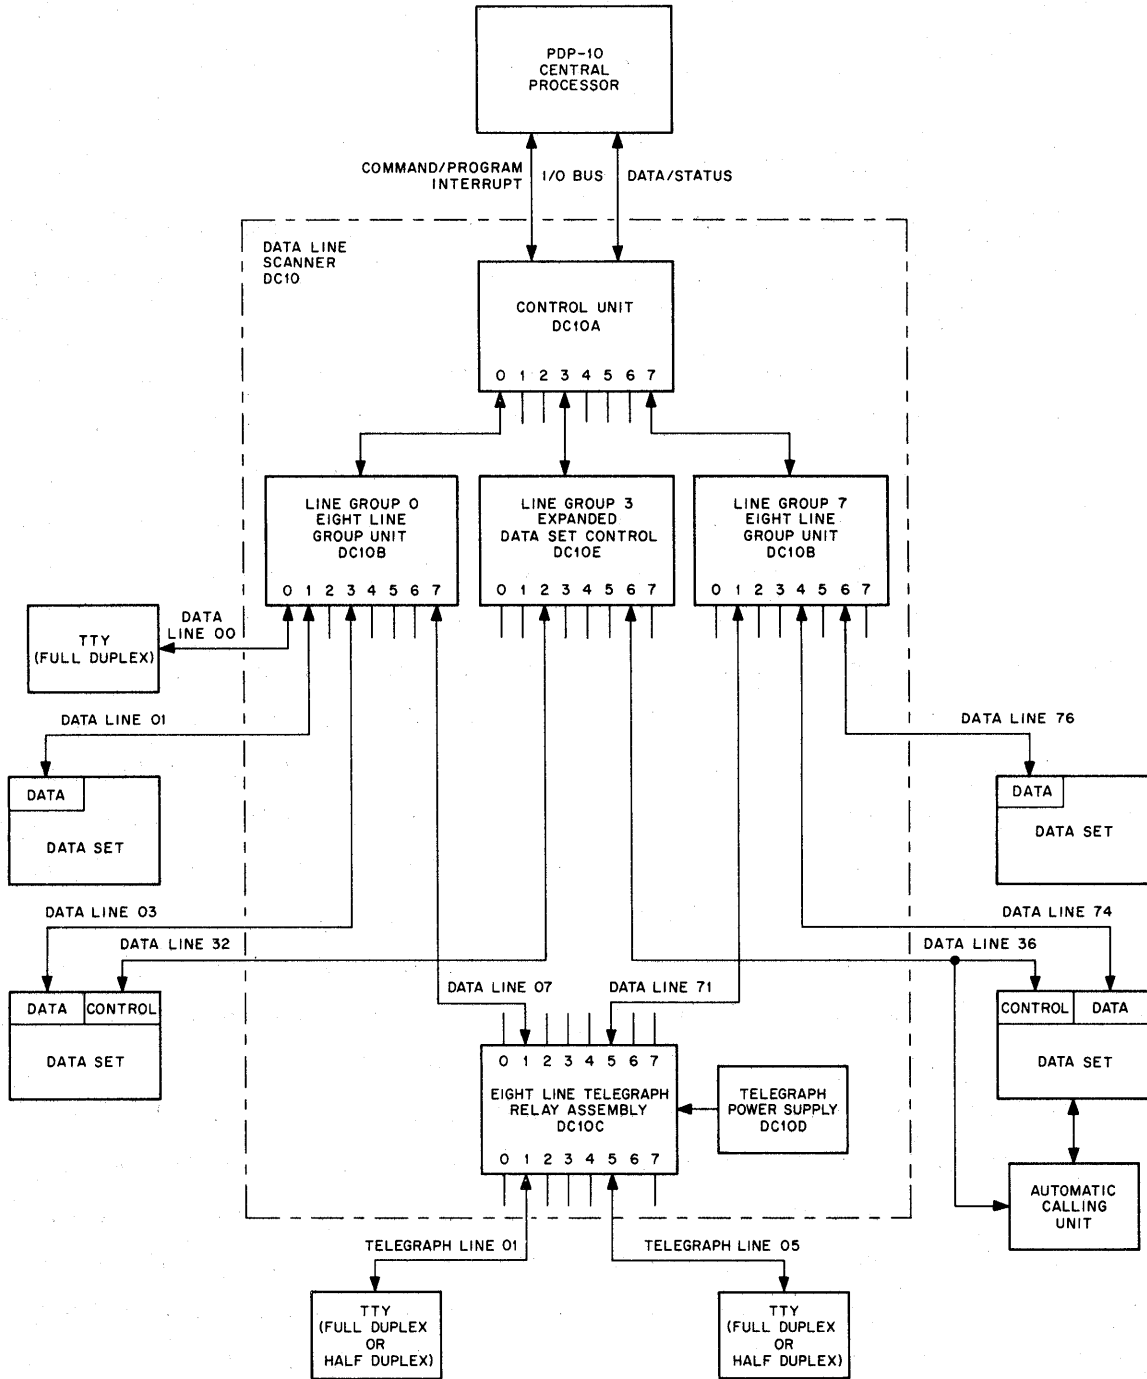 PDP-10
CENTRAL
PROCESSOR
COMMAND/PROGRAM
INTERRUPT
I/O BUS
DATA/STATUS
DATA LINE
SCANNER
DC10
CONTROL UNIT
DC10A
0 1 2 3 4 5 6 7
LINE GROUP 0
EIGHT LINE
GROUP UNIT
DC10B
0 1 2 3 4 5 6 7
LINE GROUP 3
EXPANDED
DATA SET CONTROL
DC10E
0 1 2 3 4 5 6 7
LINE GROUP 7
EIGHT LINE
GROUP UNIT
DC10B
0 1 2 3 4 5 6 7
TTY
(FULL DUPLEX)
DATA
LINE 00
DATA LINE 01
DATA
DATA SET
DATA LINE 76
DATA
DATA SET
DATA LINE 03
DATA LINE 32
DATA CONTROL
DATA SET
DATA LINE 74
DATA LINE 36
CONTROL DATA
DATA SET
DATA LINE 07
DATA LINE 71
0 1 2 3 4 5 6 7
EIGHT LINE TELEGRAPH
RELAY ASSEMBLY
DC10C
0 1 2 3 4 5 6 7
TELEGRAPH
POWER SUPPLY
DC10D
AUTOMATIC
CALLING
UNIT
TELEGRAPH LINE 01
TELEGRAPH LINE 05
TTY
(FULL DUPLEX
OR
HALF DUPLEX)
TTY
(FULL DUPLEX
OR
HALF DUPLEX)